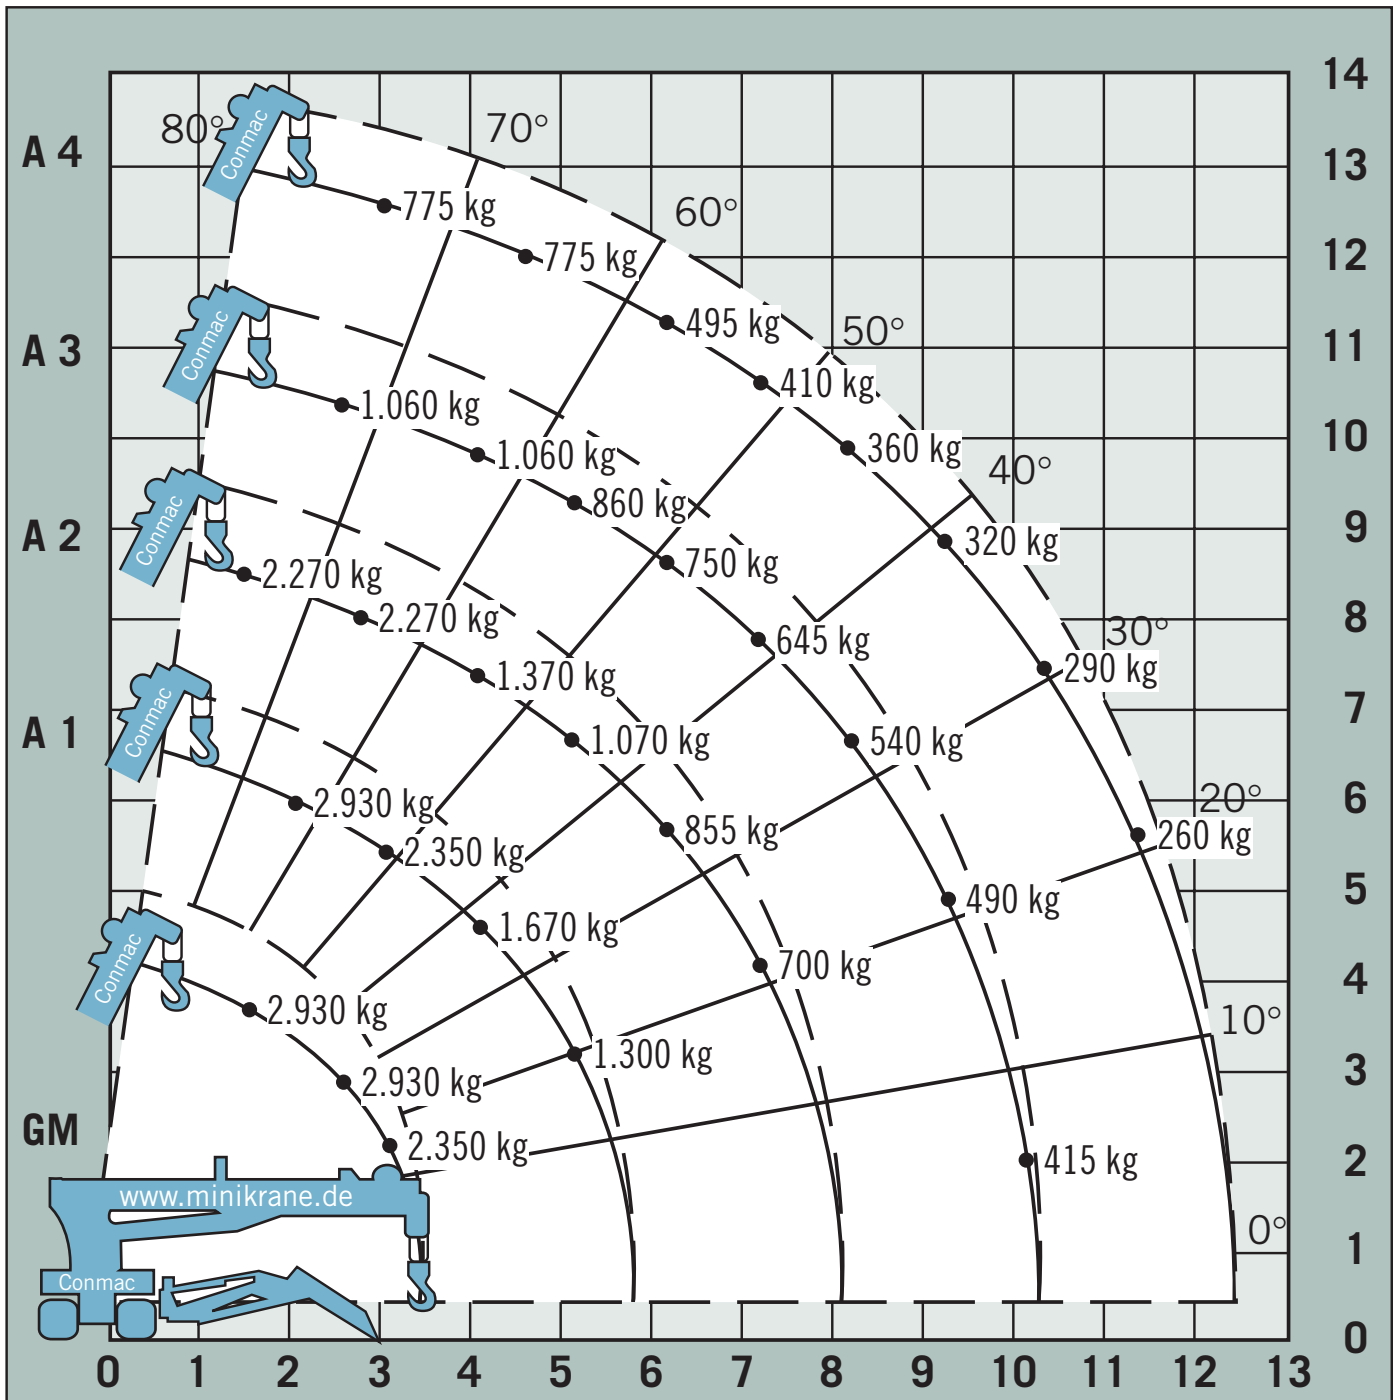 14
80°
70°
A 4
Conmac
13
775 kg
60°
12
775 kg
495 kg
50°
A 3
Conmac
11
410 kg
1.060 kg
10
360 kg
1.060 kg
40°
860 kg
A 2
Conmac
9
320 kg
2.270 kg
750 kg
2.270 kg
8
645 kg
30°
290 kg
1.370 kg
7
A 1
Conmac
1.070 kg
540 kg
2.930 kg
20°
6
855 kg
260 kg
2.350 kg
5
490 kg
1.670 kg
Conmac
700 kg
4
2.930 kg
10°
1.300 kg
3
2.930 kg
GM
2.350 kg
415 kg
2
www.minikrane.de
0°
1
Conmac
0
0 1 2 3 4 5 6 7 8 9 10 11 12 13